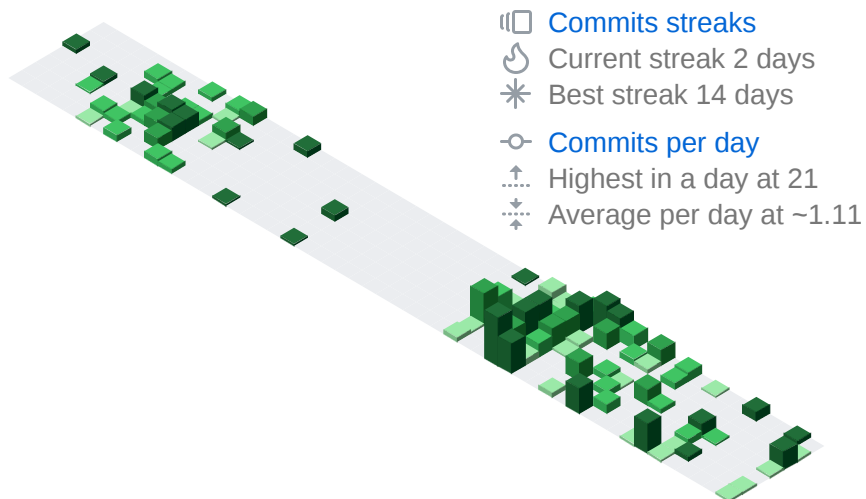 Commits streaks
Current streak 2 days
Best streak 14 days
Commits per day
Highest in a day at 21
Average per day at ~1.11